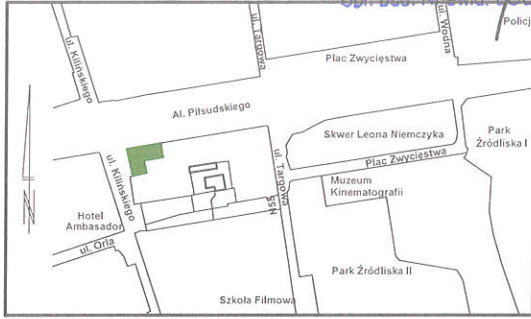 ul. Kilińskiego
ul. Targowa
ul. Wodna
Policj
Plac Zwycięstwa
Al. Piłsudskiego
Skwer Leona Niemczyka
Park
Źródliska I
Plac Zwycięstwa
ul. Kilińskiego
ul. Targowa
Muzeum
Kinematografii
N
Hotel
Ambasador
ul. Orla
Park Źródliska II
Szkoła Filmowa